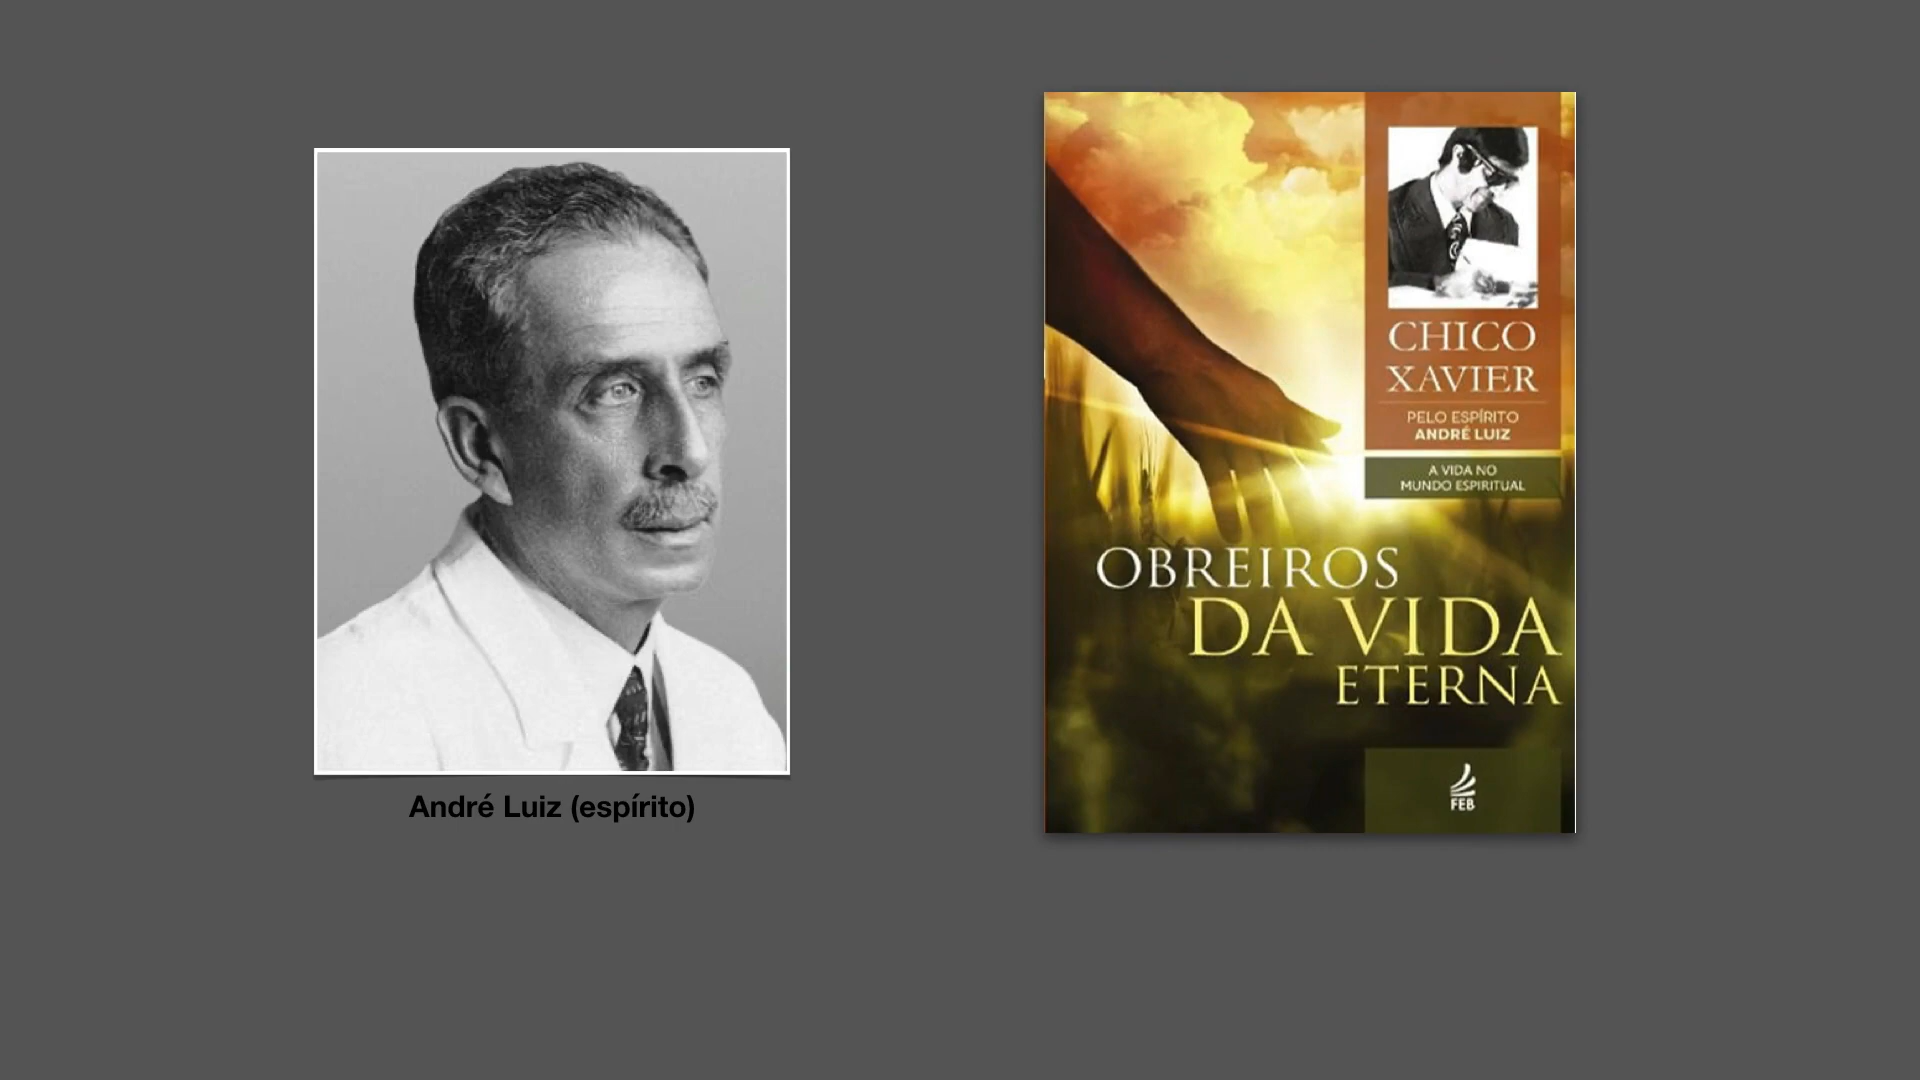 André Luiz (espírito)
CHICO
XAVIER
PELO ESPÍRITO
ANDRÉ LUIZ
A VIDA NO
MUNDO ESPIRITUAL
OBREIROS
DA VIDA
ETERNA
FEB